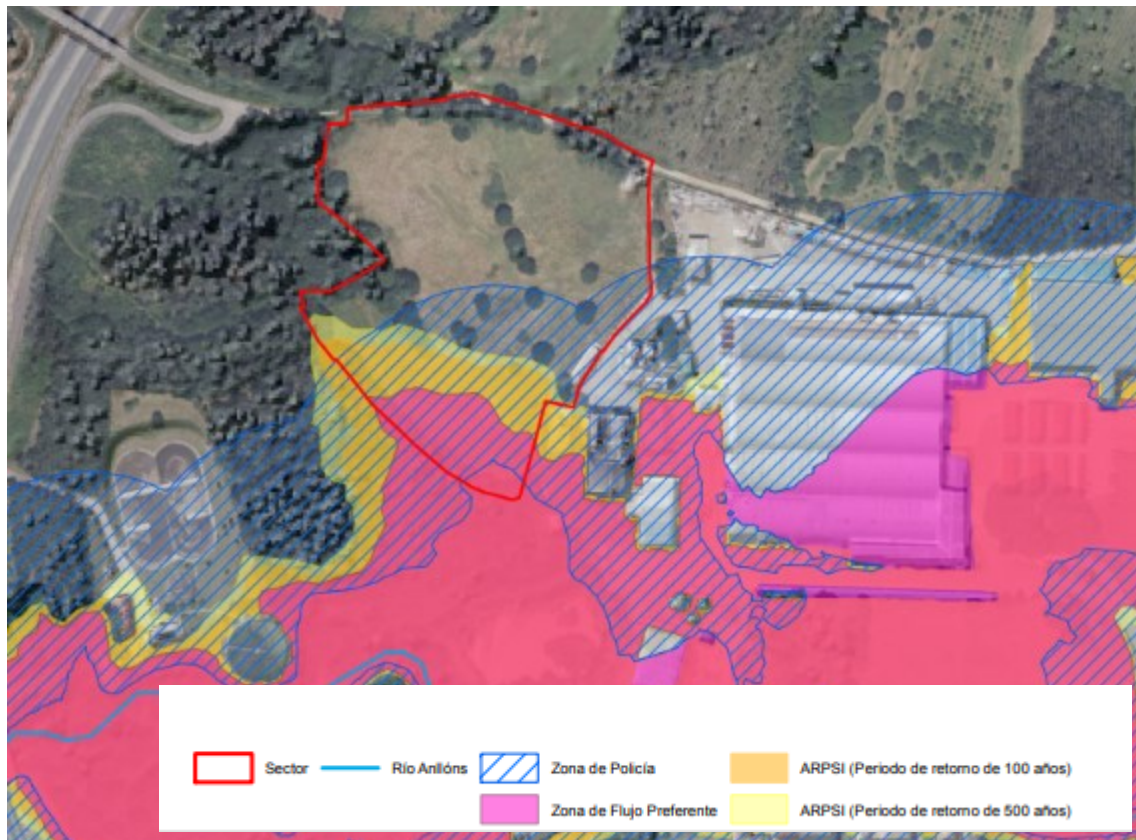 Sector
Río Anllóns
Zona de Policía
ARPSI (Periodo de retorno de 100 años)
Zona de Flujo Preferente
ARPSI (Periodo de retorno de 500 años)